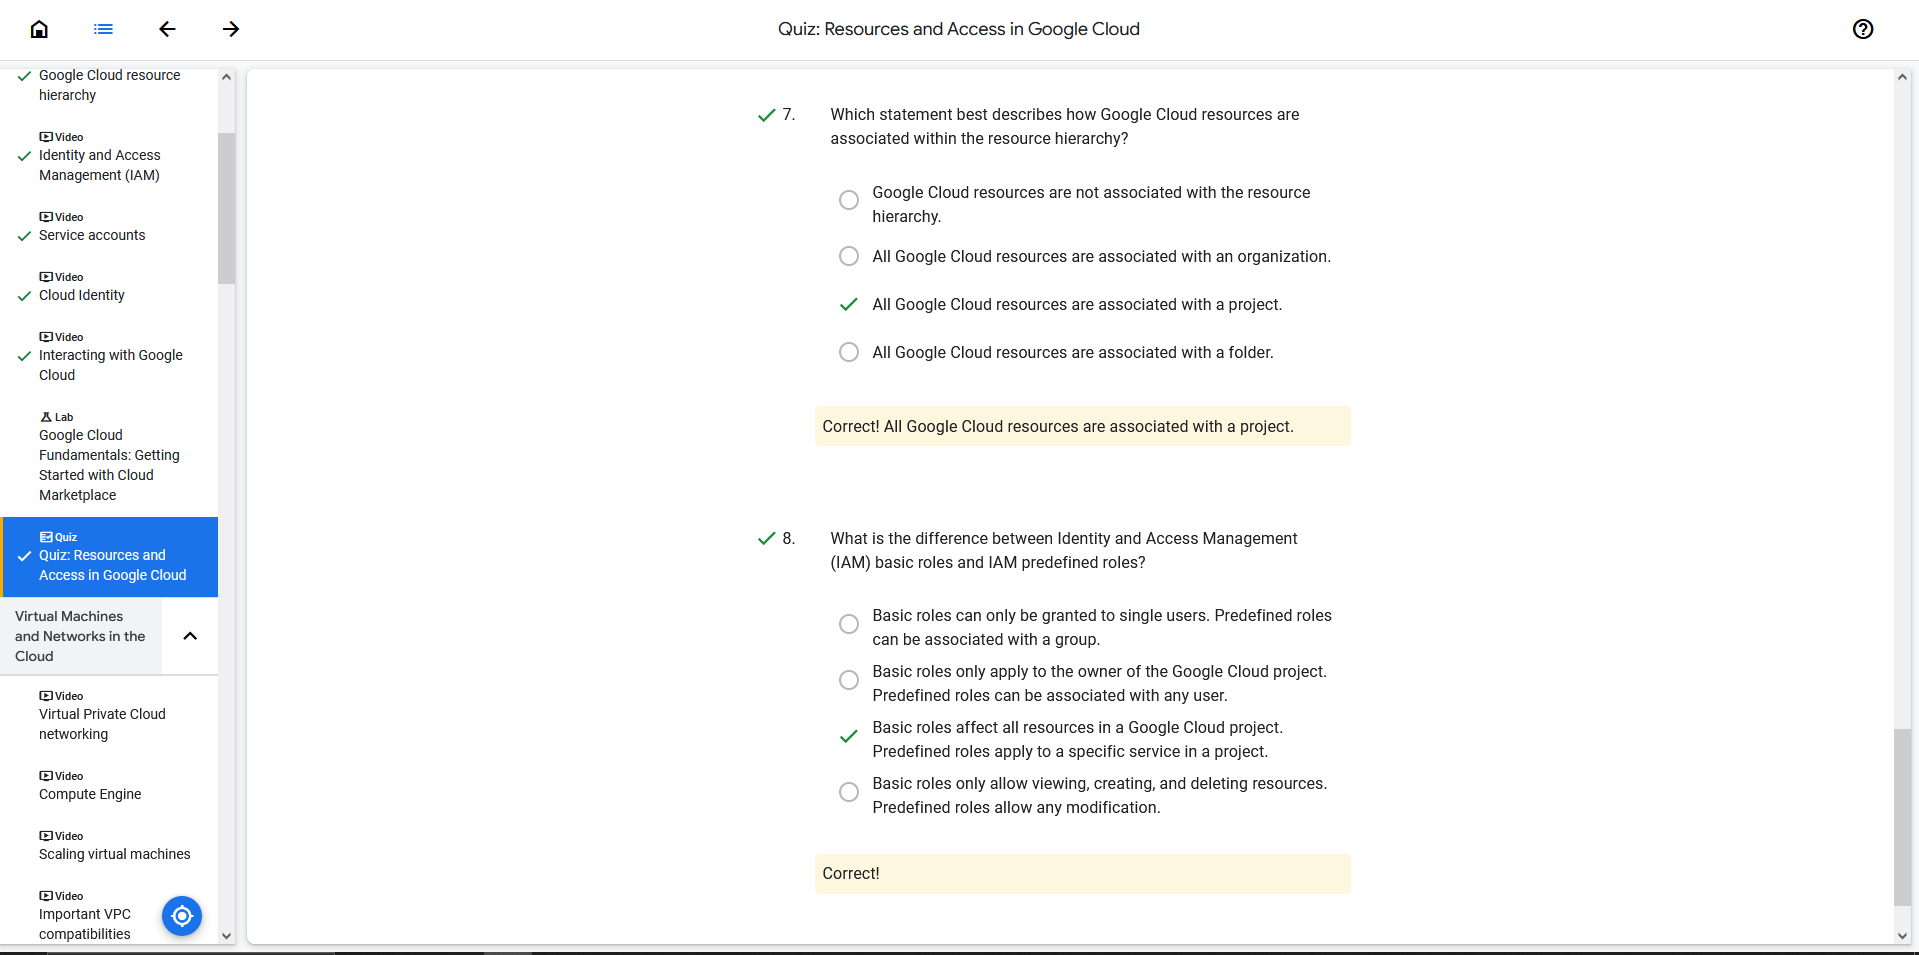 Quiz: Resources and Access in Google Cloud
Google Cloud resource
hierarchy
Video
Identity and Access
Management (IAM)
Video
Service accounts
Video
Cloud Identity
Video
Interacting with Google
Cloud
Lab
Google Cloud
Fundamentals: Getting
Started with Cloud
Marketplace
Quiz
Quiz: Resources and
Access in Google Cloud
Virtual Machines
and Networks in the
Cloud
Video
Virtual Private Cloud
networking
Video
Compute Engine
Video
Scaling virtual machines
Video
Important VPC
compatibilities
7. Which statement best describes how Google Cloud resources are
associated within the resource hierarchy?
Google Cloud resources are not associated with the resource
hierarchy.
All Google Cloud resources are associated with an organization.
All Google Cloud resources are associated with a project.
All Google Cloud resources are associated with a folder.
Correct! All Google Cloud resources are associated with a project.
8. What is the difference between Identity and Access Management
(IAM) basic roles and IAM predefined roles?
Basic roles can only be granted to single users. Predefined roles
can be associated with a group.
Basic roles only apply to the owner of the Google Cloud project.
Predefined roles can be associated with any user.
Basic roles affect all resources in a Google Cloud project.
Predefined roles apply to a specific service in a project.
Basic roles only allow viewing, creating, and deleting resources.
Predefined roles allow any modification.
Correct!